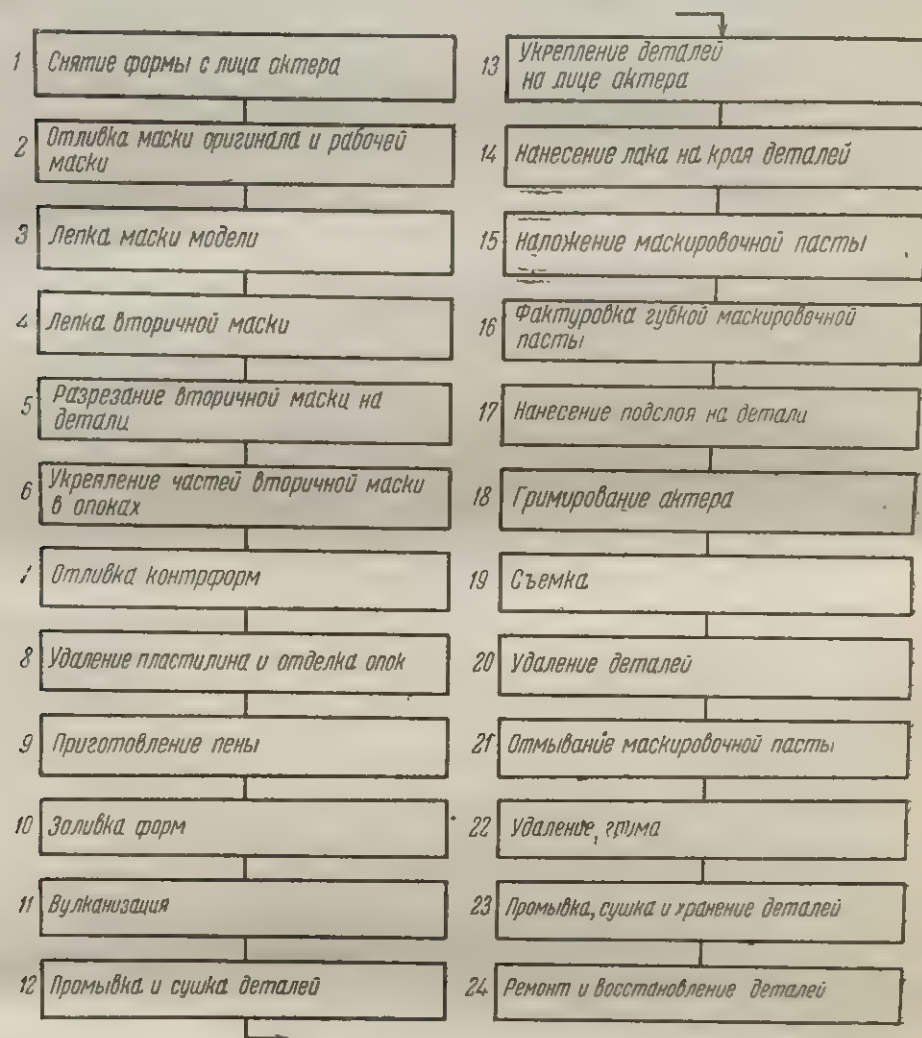 1 Снятие формы с лица актера
2 Отливка маски оригинала и рабочей
маски
3 Лепка маски модели
4 Лепка вторичной маски
5 Разрезание вторичной маски на
детали
6 Укрепление частей вторичной маски
в опоках
7 Отливка контрформ
8 Удаление пластилина и отделка опок
9 Приготовление пены
10 Заливка форм
11 Вулканизация
12 Промывка и сушка деталей
13 Укрепление деталей
на лице актера
14 Нанесение лака на края деталей
15 Наложение маскировочной пасты
16 Фактуровка губкой маскировочной
пасты
17 Нанесение подслоя на детали
18 Гримирование актера
19 Съемка
20 Удаление деталей
21 Отмывание маскировочной пасты
22 Удаление, грима
23 Промывка, сушка и хранение деталей
24 Ремонт и восстановление деталей